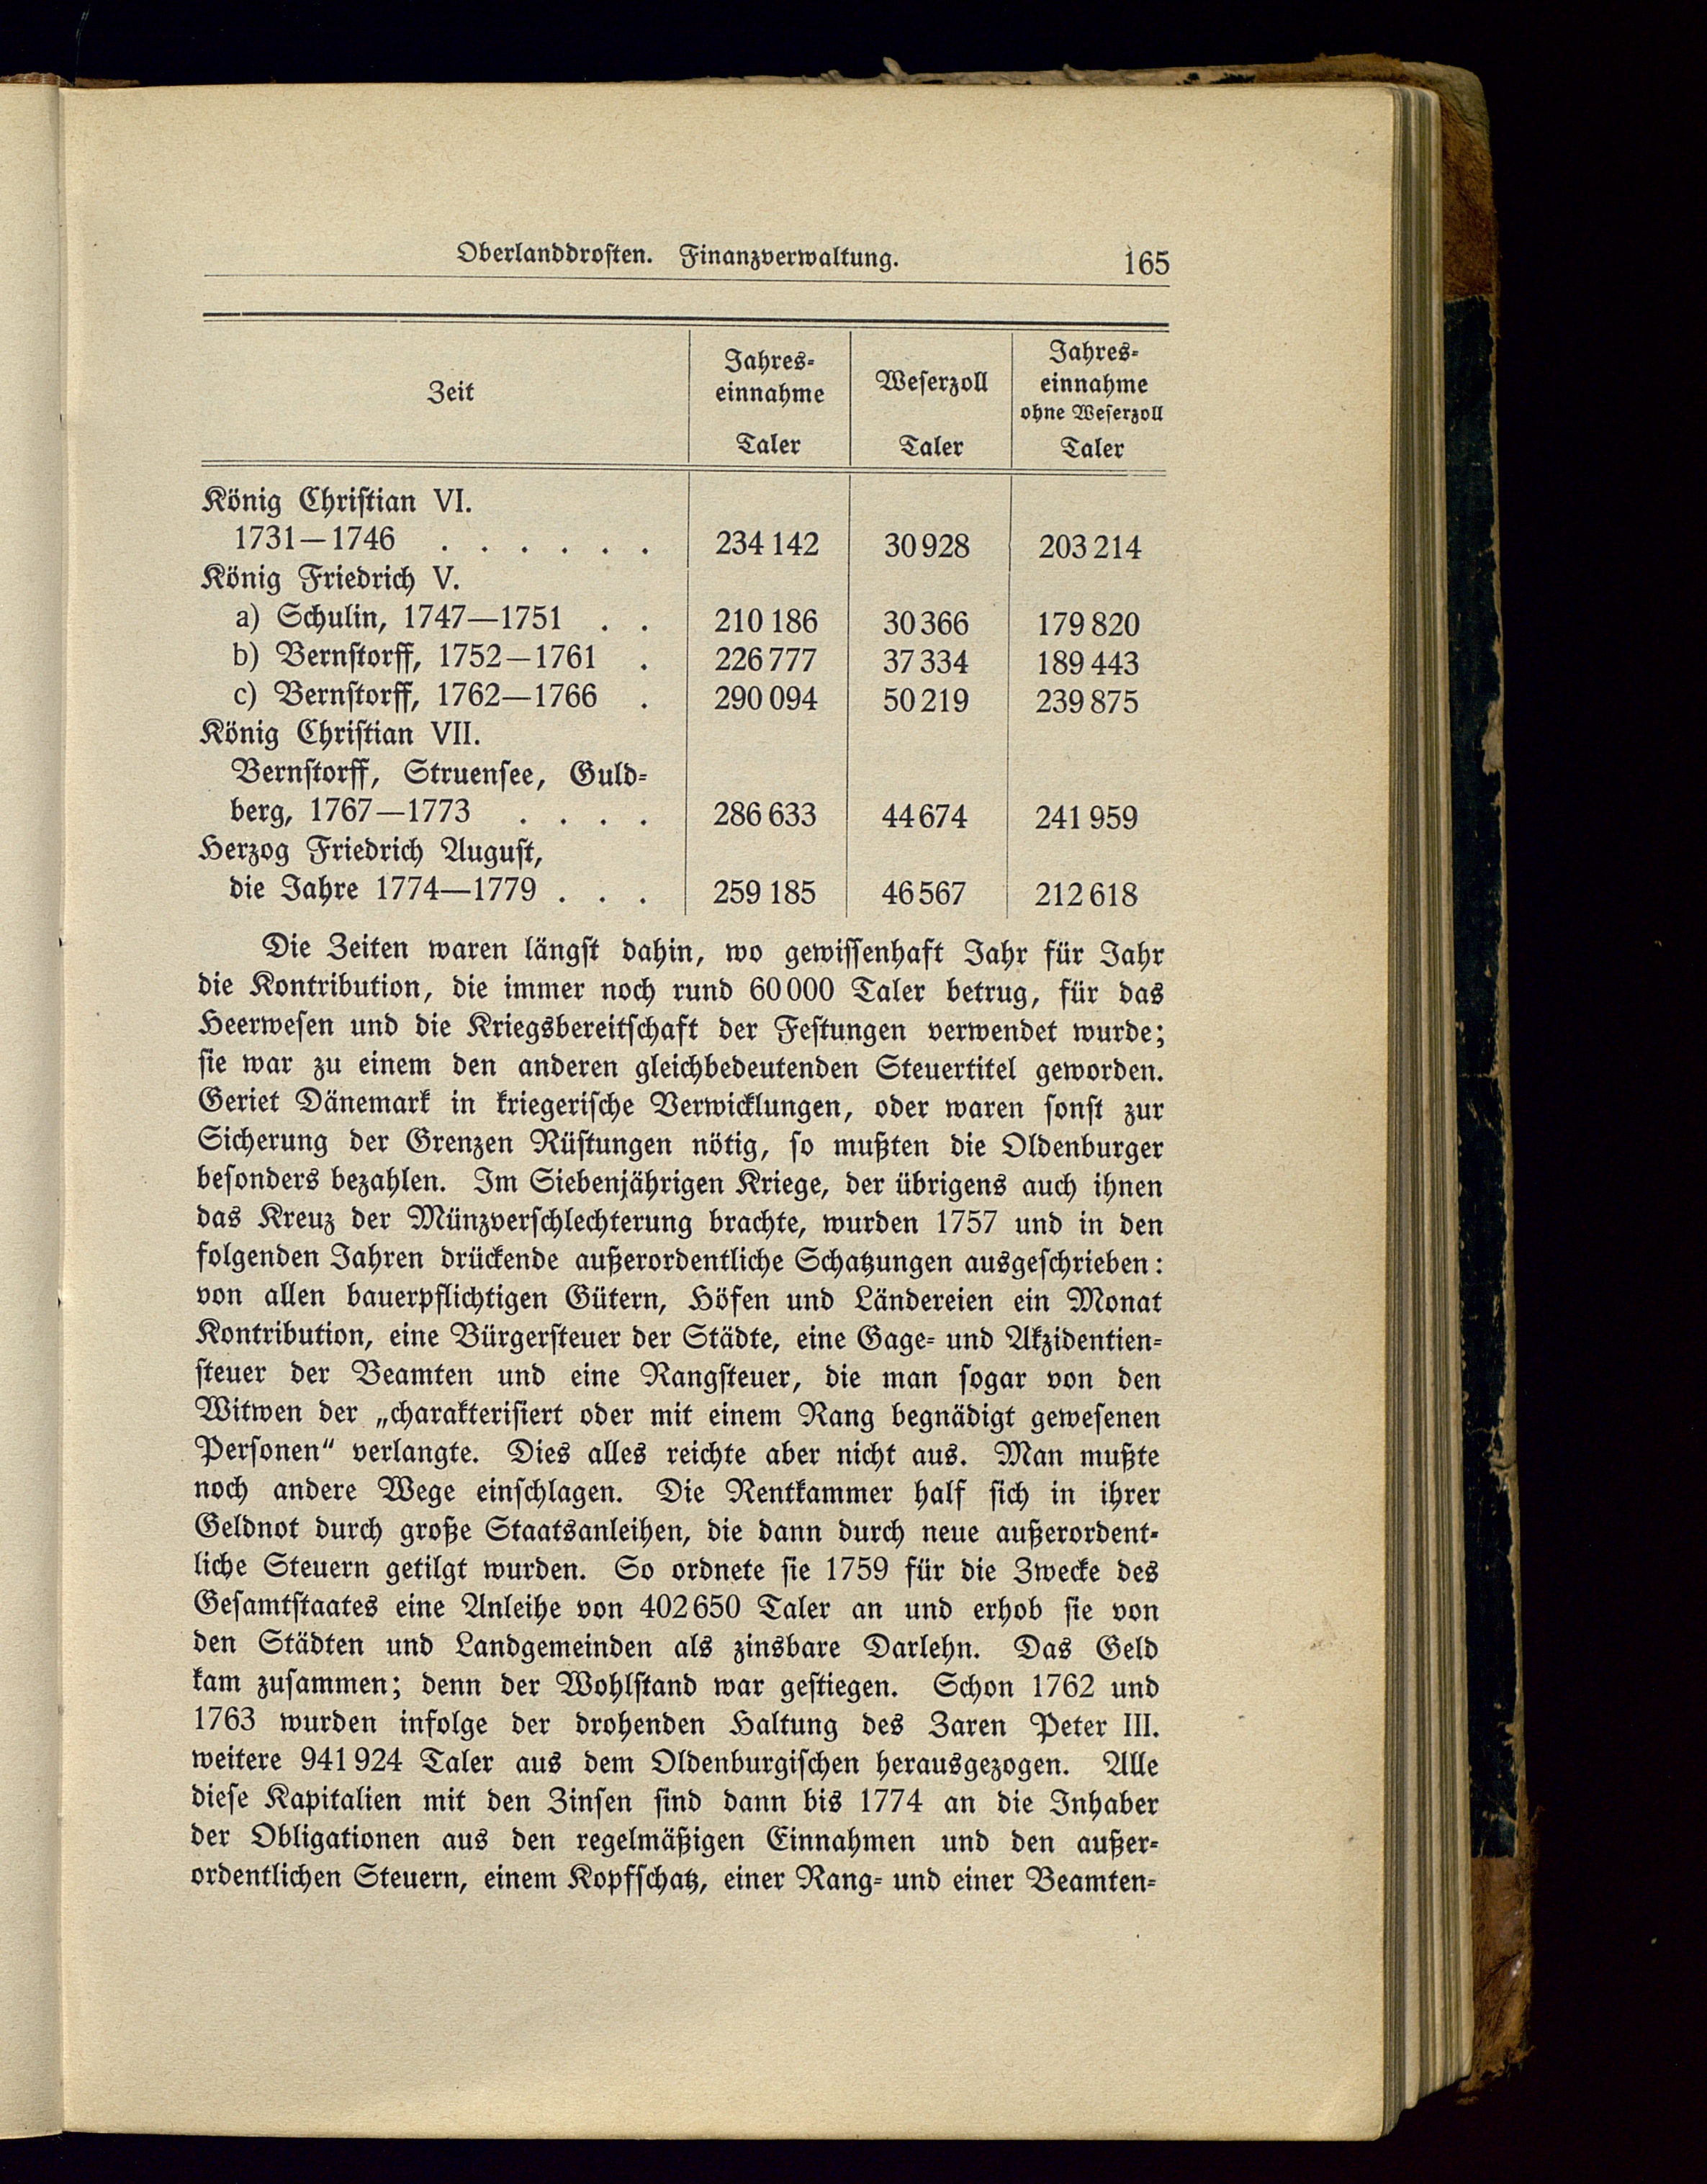 Oberlanddrosten. Finanzverwaltung. 165
Zeit
Jahres-
einnahme
Taler
Weserzoll
Taler
Jahres-
einnahme
ohne Weserzoll
Taler
König Christian VI.
1731—1746 . . . . . . 234 142 30 928 203 214
König Friedrich V.
a) Schulin, 1747—1751 . . 210 186 30 366 179 820
b) Bernstorff, 1752—1761 . 226 777 37 334 189 443
c) Bernstorff, 1762—1766 . 290 094 50 219 239 875
König Christian VII.
Bernstorff, Struensee, Guld-
berg, 1767—1773 . . . . 286 633 44 674 241 959
Herzog Friedrich August,
die Jahre 1774—1779 . . . 259 185 46 567 212 618
Die Zeiten waren längst dahin, wo gewissenhaft Jahr für Jahr
die Kontribution, die immer noch rund 60 000 Taler betrug, für das
Heerwesen und die Kriegsbereitschaft der Festungen verwendet wurde;
sie war zu einem den anderen gleichbedeutenden Steuertitel geworden.
Geriet Dänemark in kriegerische Verwicklungen, oder waren sonst zur
Sicherung der Grenzen Rüstungen nötig, so mußten die Oldenburger
besonders bezahlen. Im Siebenjährigen Kriege, der übrigens auch ihnen
das Kreuz der Münzverschlechterung brachte, wurden 1757 und in den
folgenden Jahren drückende außerordentliche Schatzungen ausgeschrieben:
von allen bauerpflichtigen Gütern, Höfen und Ländereien ein Monat
Kontribution, eine Bürgersteuer der Städte, eine Gage- und Akzidentien-
steuer der Beamten und eine Rangsteuer, die man sogar von den
Witwen der „charakterisiert oder mit einem Rang begnädigt gewesenen
Personen“ verlangte. Dies alles reichte aber nicht aus. Man mußte
noch andere Wege einschlagen. Die Rentkammer half sich in ihrer
Geldnot durch große Staatsanleihen, die dann durch neue außerordent-
liche Steuern getilgt wurden. So ordnete sie 1759 für die Zwecke des
Gesamtstaates eine Anleihe von 402 650 Taler an und erhob sie von
den Städten und Landgemeinden als zinsbare Darlehn. Das Geld
kam zusammen; denn der Wohlstand war gestiegen. Schon 1762 und
1763 wurden infolge der drohenden Haltung des Zaren Peter III.
weitere 941 924 Taler aus dem Oldenburgischen herausgezogen. Alle
diese Kapitalien mit den Zinsen sind dann bis 1774 an die Inhaber
der Obligationen aus den regelmäßigen Einnahmen und den außer-
ordentlichen Steuern, einem Kopfschatz, einer Rang- und einer Beamten-